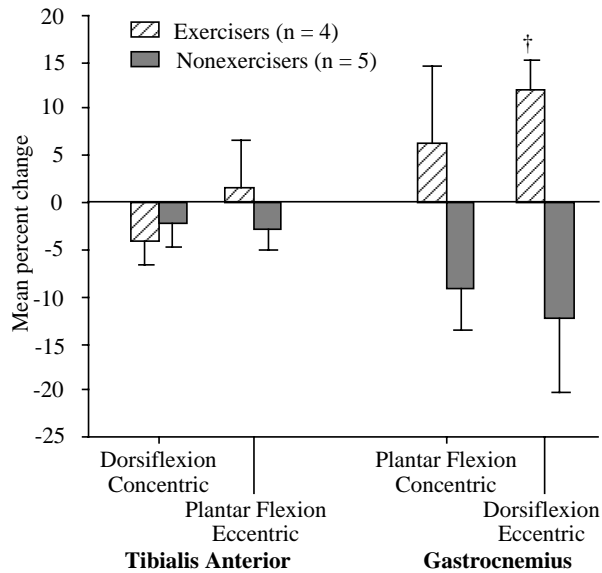 Exercisers (n = 4)
Nonexercisers (n = 5)
†
Mean percent change
20
15
10
5
0
-5
-10
-15
-20
-25
Dorsiflexion
Concentric
Plantar Flexion
Eccentric
Tibialis Anterior
Plantar Flexion
Concentric
Dorsiflexion
Eccentric
Gastrocnemius